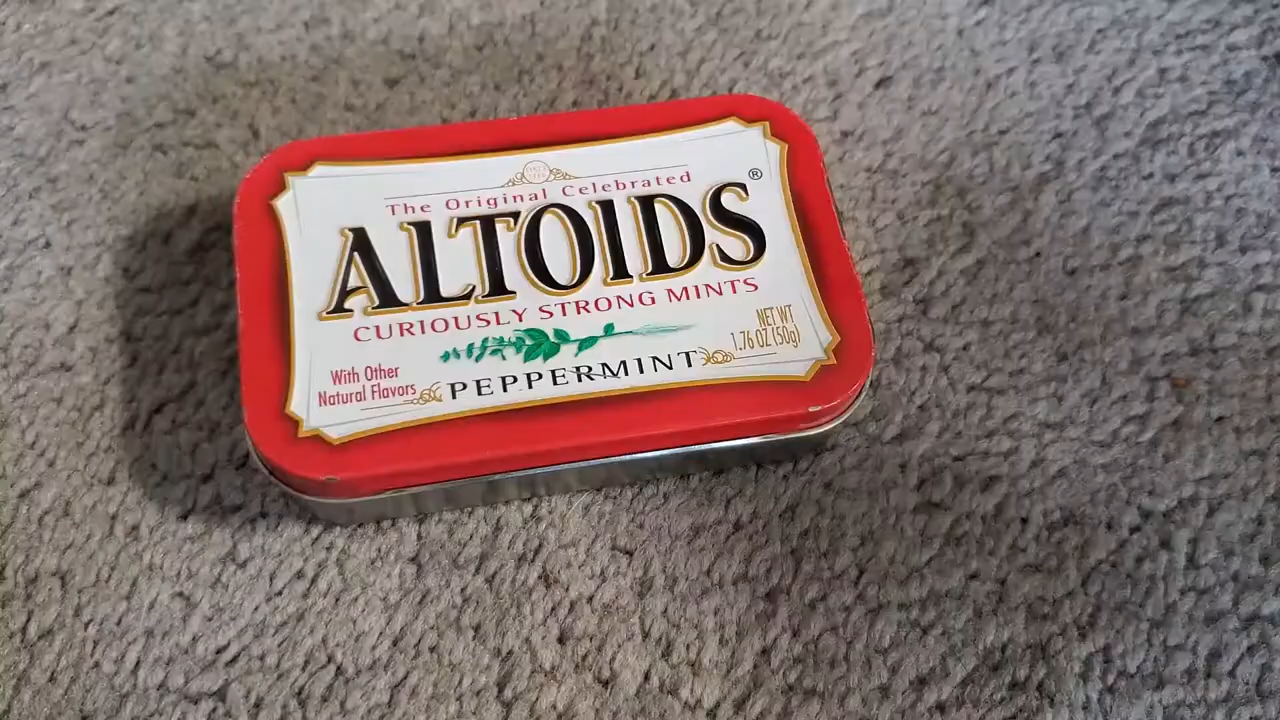 The Original Celebrated
ALTOIDS®
CURIOUSLY STRONG MINTS
NET WT
1.76 OZ (50g)
With Other
Natural Flavors
PEPPERMINT